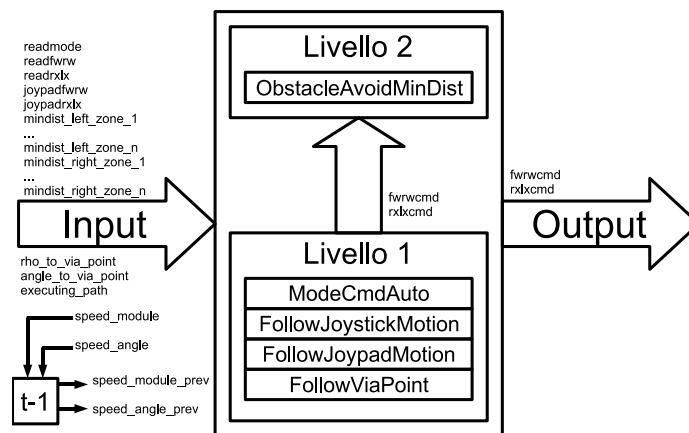 readmode
readfwrw
readrxlx
joypadfwrw
joypadrxlx
mindist_left_zone_1
...
mindist_left_zone_n
mindist_right_zone_1
...
mindist_right_zone_n
Input
rho_to_via_point
angle_to_via_point
executing_path
speed_module
speed_angle
t-1
speed_module_prev
speed_angle_prev
Livello 2
ObstacleAvoidMinDist
fwrwcmd
rxlxcmd
Livello 1
ModeCmdAuto
FollowJoystickMotion
FollowJoypadMotion
FollowViaPoint
fwrwcmd
rxlxcmd
Output